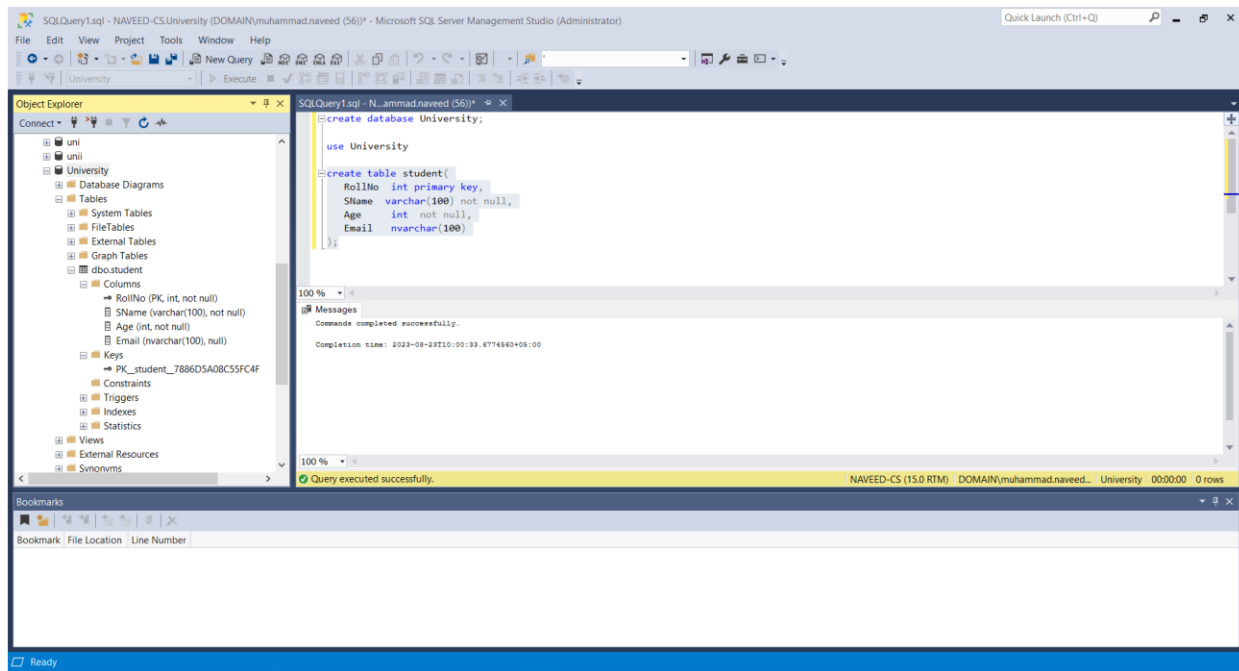 SQLQuery1.sql - NAVEED-CS.University (DOMAIN\muhammad.naveed (56))* - Microsoft SQL Server Management Studio (Administrator)
Quick Launch (Ctrl+Q)
File Edit View Project Tools Window Help
New Query
University
Execute
Object Explorer
Connect
uni
unii
University
Database Diagrams
Tables
System Tables
FileTables
External Tables
Graph Tables
dbo.student
Columns
RollNo (PK, int, not null)
SName (varchar(100), not null)
Age (int, not null)
Email (nvarchar(100), null)
Keys
PK__student__7886D5A08C55FC4F
Constraints
Triggers
Indexes
Statistics
Views
External Resources
Synonyms
SQLQuery1.sql - N...ammad.naveed (56))*
create database University;
use University
create table student(
RollNo int primary key,
SName varchar(100) not null,
Age int not null,
Email nvarchar(100)
);
100 %
Messages
Commands completed successfully.
Completion time: 2023-08-23T10:00:33.6774560+05:00
100 %
Query executed successfully.
NAVEED-CS (15.0 RTM) DOMAIN\muhammad.naveed... University 00:00:00 0 rows
Bookmarks
Bookmark File Location Line Number
Ready